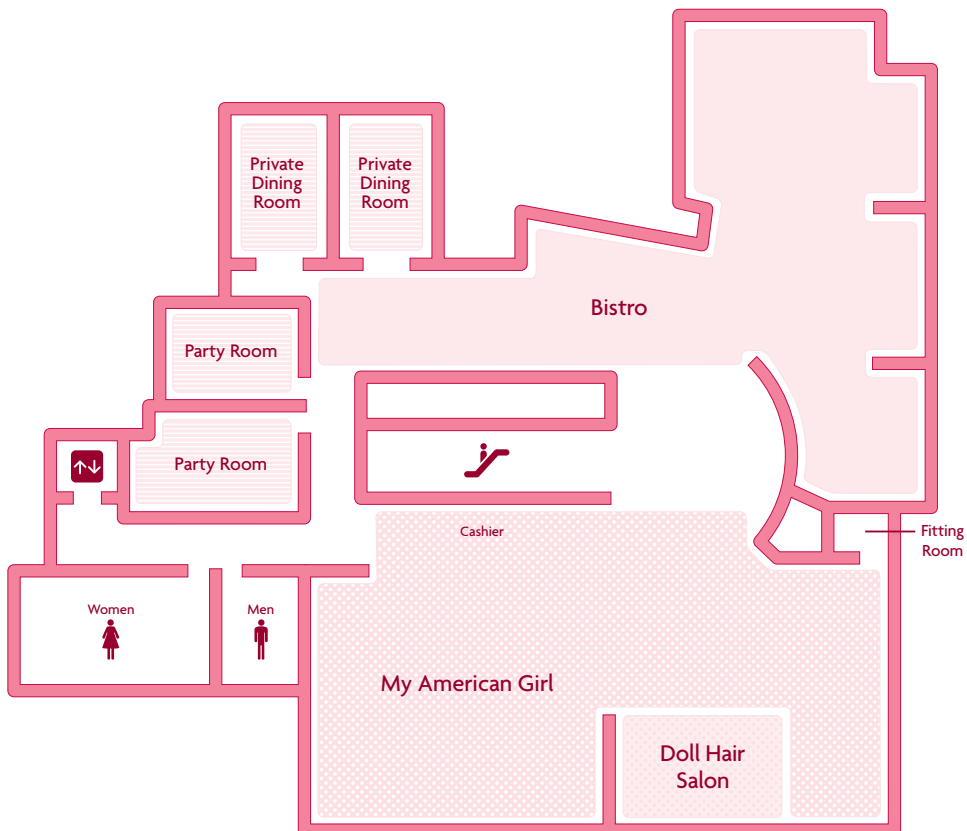 Private
Dining
Room
Private
Dining
Room
Bistro
Party Room
Party Room
Cashier
Fitting
Room
Women
Men
My American Girl
Doll Hair
Salon